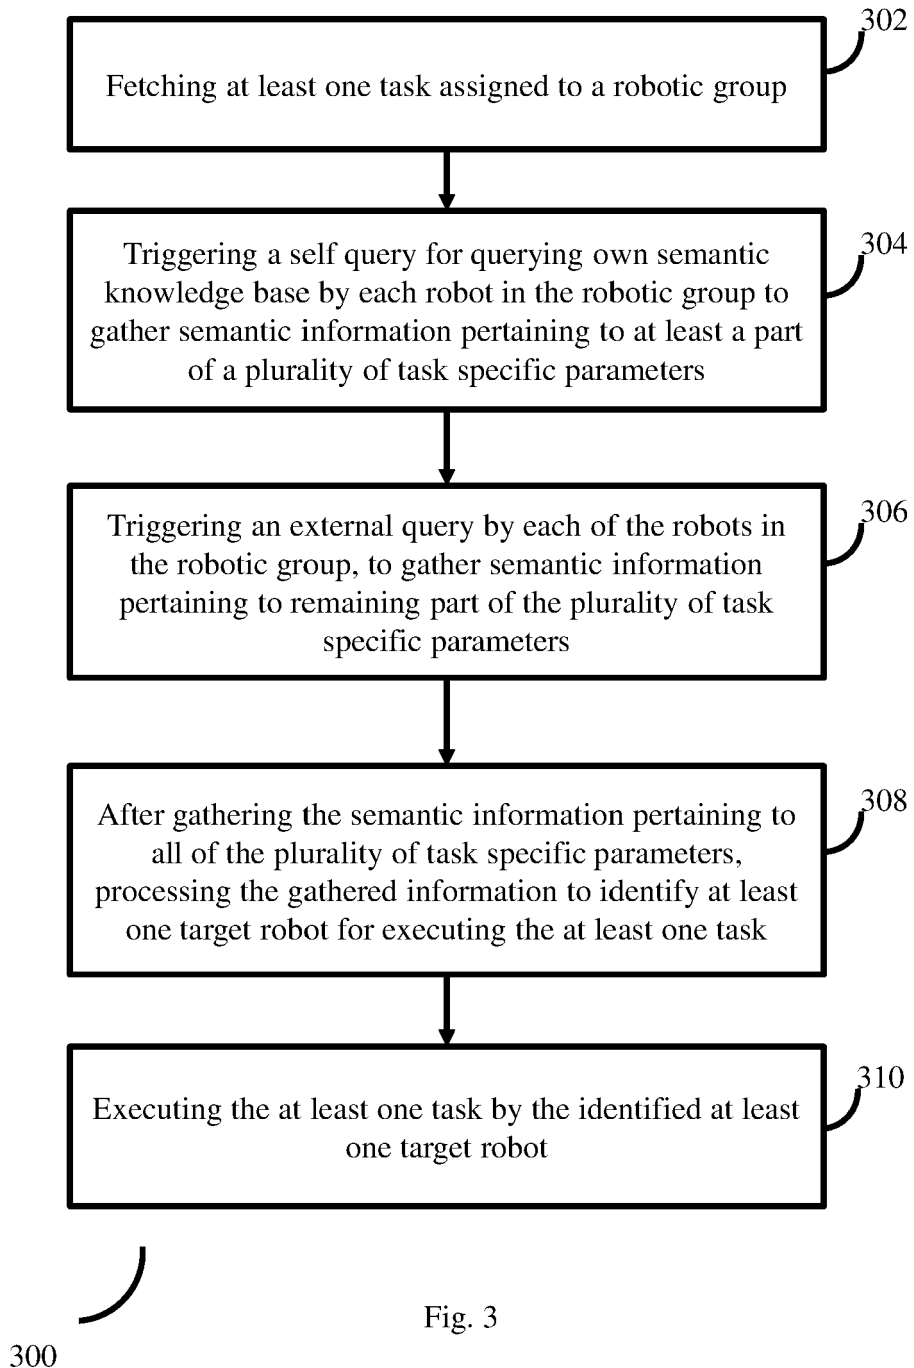 302
Fetching at least one task assigned to a robotic group
304
Triggering a self query for querying own semantic
knowledge base by each robot in the robotic group to
gather semantic information pertaining to at least a part
of a plurality of task specific parameters
306
Triggering an external query by each of the robots in
the robotic group, to gather semantic information
pertaining to remaining part of the plurality of task
specific parameters
308
After gathering the semantic information pertaining to
all of the plurality of task specific parameters,
processing the gathered information to identify at least
one target robot for executing the at least one task
310
Executing the at least one task by the identified at least
one target robot
Fig. 3
300